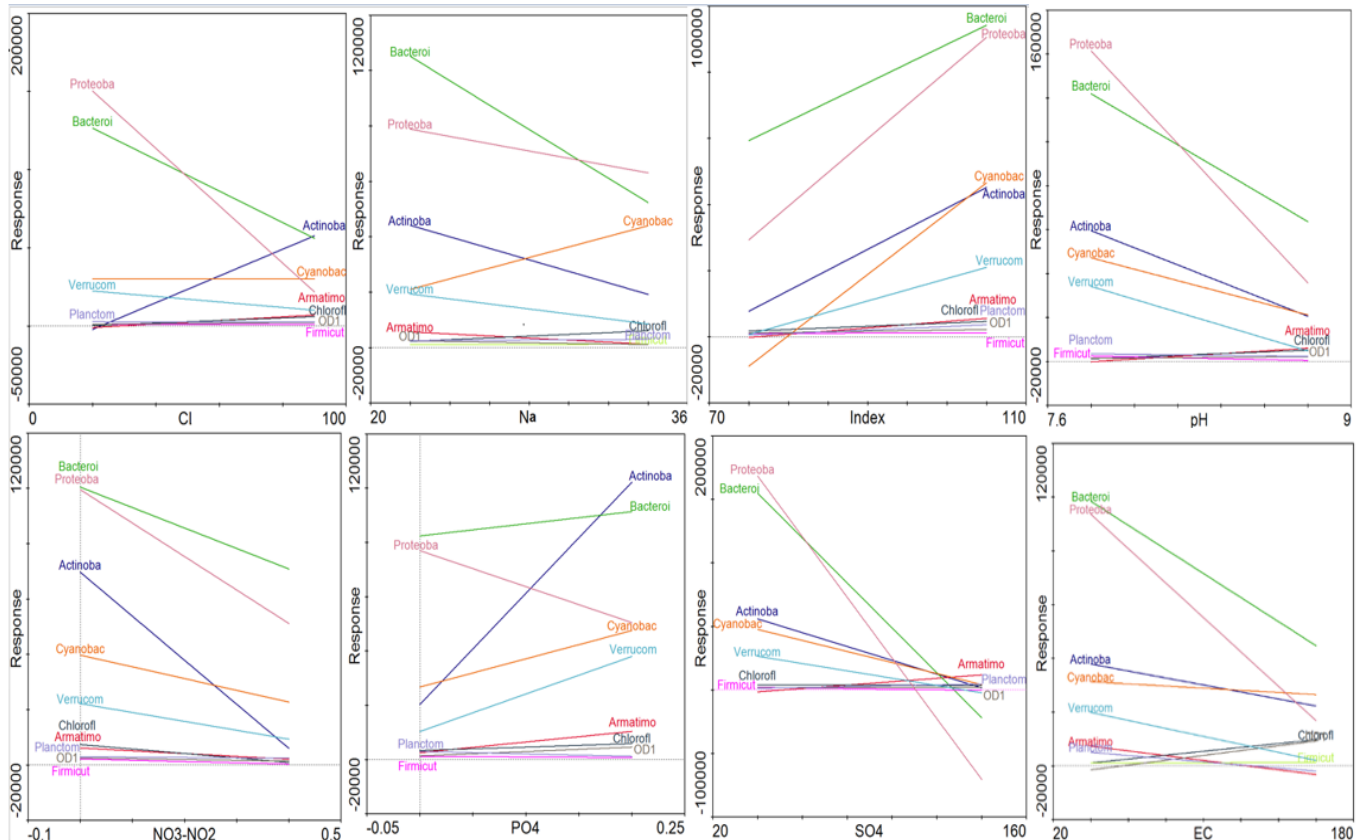 200000
Response
-50000
Proteoba
Bacteroi
Actinoba
Cyanobac
Verrucom
Armatimo
Planctom
Chlorofl
OD1
Firmicut
0 Cl 100
120000
Response
-20000
Bacteroi
Proteoba
Actinoba
Cyanobac
Verrucom
Armatimo
Chlorofl
OD1
Planctom
20 Na 36
100000
Response
-20000
Bacteroi
Proteoba
Cyanobac
Actinoba
Verrucom
Armatimo
Planctom
OD1
Firmicut
70 Index 110
160000
Response
-20000
Proteoba
Bacteroi
Actinoba
Cyanobac
Verrucom
Armatimo
Chlorofl
Planctom
Firmicut
OD1
7.6 pH 9
120000
Response
-20000
Bacteroi
Proteoba
Actinoba
Cyanobac
Verrucom
Chlorofl
Armatimo
Planctom
OD1
Firmicut
-0.1 NO3-NO2 0.5
120000
Response
-20000
Actinoba
Bacteroi
Proteoba
Cyanobac
Verrucom
Armatimo
Chlorofl
Planctom
OD1
Firmicut
-0.05 PO4 0.25
200000
Response
-100000
Proteoba
Bacteroi
Actinoba
Cyanobac
Verrucom
Armatimo
Chlorofl
Planctom
Firmicut
OD1
20 SO4 160
120000
Response
-20000
Bacteroi
Proteoba
Actinoba
Cyanobac
Verrucom
Armatimo
Chlorofl
Planctom
Firmicut
20 EC 180